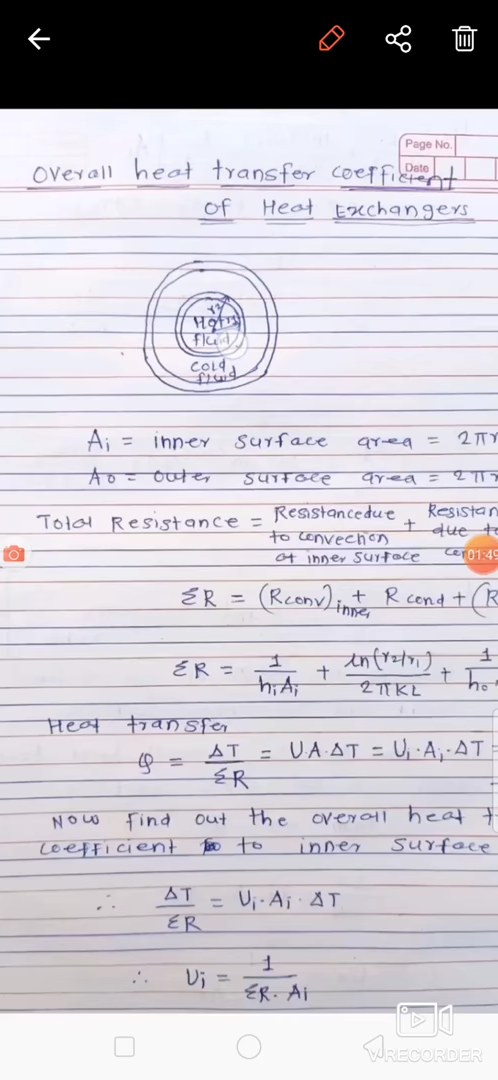 Page No.
Date
Overall heat transfer coefficient
of Heat Exchangers
r2
Hot r1
fluid
cold
fluid
Ai = inner surface area = 2πr
Ao = outer surface area = 2πr
Total Resistance = Resistance due to convection at inner surface + Resistan due to con
01:49
ΣR = (Rconv)inner + Rcond + (R
ΣR = 1/hiAi + ln(r2/r1)/2πKL + 1/ho
Heat transfer
Q = ΔT/ΣR = U.A.ΔT = Ui.Ai.ΔT =
Now find out the overall heat t
coefficient to inner surface
∴ ΔT/ΣR = Ui.Ai.ΔT
∴ Ui = 1/ΣR.Ai
V RECORDER